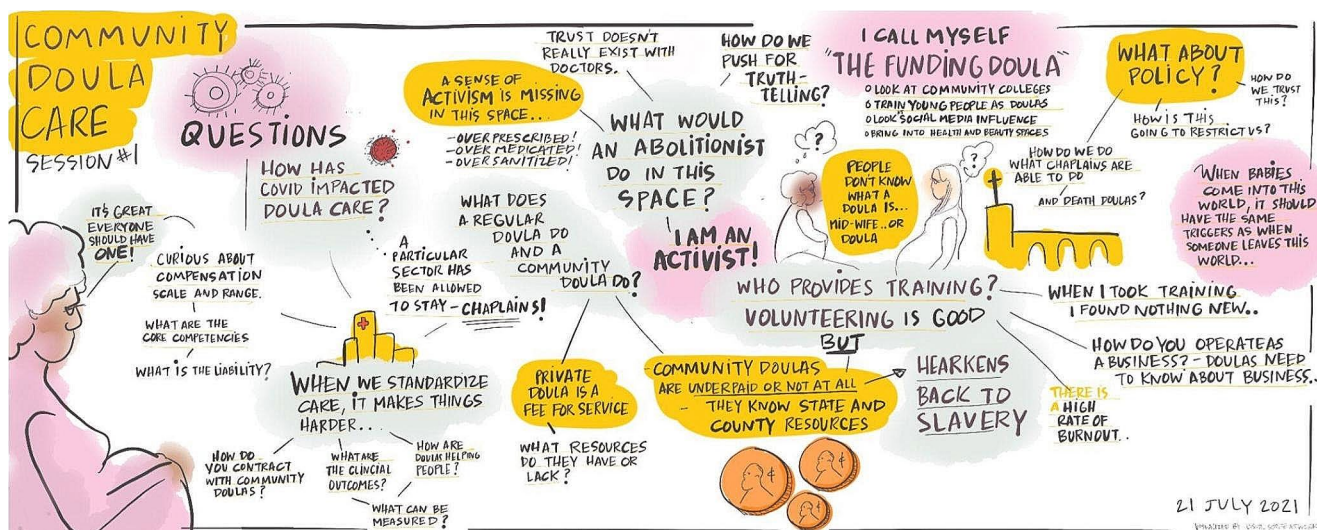 COMMUNITY
DOULA
CARE
SESSION #1
QUESTIONS
HOW HAS
COVID IMPACTED
DOULA CARE?
IT'S GREAT
EVERYONE
SHOULD HAVE
ONE!
CURIOUS ABOUT
COMPENSATION
SCALE AND RANGE.
WHAT ARE THE
CORE COMPETENCIES
WHAT IS THE LIABILITY?
WHEN WE STANDARDIZE
CARE, IT MAKES THINGS
HARDER...
HOW DO
YOU CONTRACT
WITH COMMUNITY
DOULAS?
WHAT ARE
THE CLINCIAL
OUTCOMES?
HOW ARE
DOULAS HELPING
PEOPLE?
WHAT CAN BE
MEASURED?
A
PARTICULAR
SECTOR HAS
BEEN ALLOWED
TO STAY - CHAPLAINS!
A SENSE OF
ACTIVISM IS MISSING
IN THIS SPACE...
- OVER PRESCRIBED!
- OVER MEDICATED!
- OVER SANITIZED!
TRUST DOESN'T
REALLY EXIST WITH
DOCTORS.
HOW DO WE
PUSH FOR
TRUTH-
TELLING?
WHAT WOULD
AN ABOLITIONIST
DO IN THIS
SPACE?
I AM AN
ACTIVIST!
WHAT DOES
A REGULAR
DOULA DO
AND A
COMMUNITY
DOULA DO?
PRIVATE
DOULA IS A
FEE FOR SERVICE
WHAT RESOURCES
DO THEY HAVE OR
LACK?
- COMMUNITY DOULAS
ARE UNDERPAID OR NOT AT ALL
- THEY KNOW STATE AND
COUNTY RESOURCES
¢
¢
¢
I CALL MYSELF
"THE FUNDING DOULA"
O LOOK AT COMMUNITY COLLEGES
O TRAIN YOUNG PEOPLE AS DOULAS
O LOOK SOCIAL MEDIA INFLUENCE
O BRING INTO HEALTH AND BEAUTY SPACES
?
?
PEOPLE
DON'T KNOW
WHAT A
DOULA IS...
MID-WIFE..OR
DOULA
WHO PROVIDES TRAINING?
VOLUNTEERING IS GOOD
BUT
HEARKENS
BACK TO
SLAVERY
WHAT ABOUT
POLICY?
HOW DO
WE TRUST
THIS?
HOW IS THIS
GOING TO RESTRICT US?
HOW DO WE DO
WHAT CHAPLAINS ARE
ABLE TO DO
AND DEATH DOULAS?
WHEN BABIES
COME INTO THIS
WORLD, IT SHOULD
HAVE THE SAME
TRIGGERS AS WHEN
SOMEONE LEAVES THIS
WORLD...
WHEN I TOOK TRAINING
I FOUND NOTHING NEW..
HOW DO YOU OPERATE AS
A BUSINESS? - DOULAS NEED
TO KNOW ABOUT BUSINESS..
THERE IS
A HIGH
RATE OF
BURNOUT..
21 JULY 2021